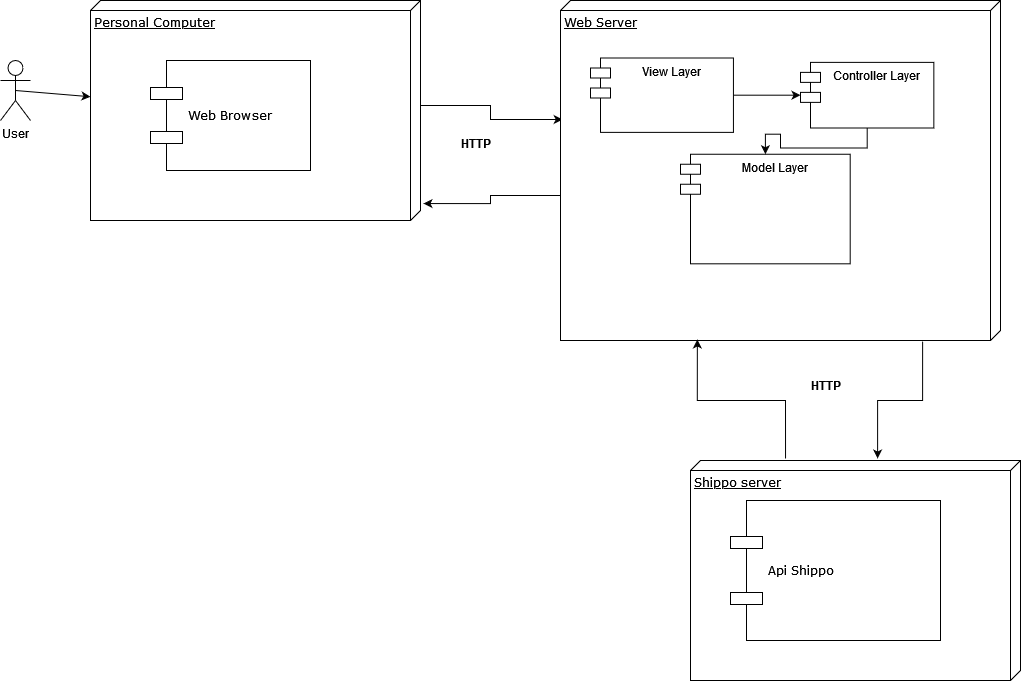 Personal Computer
Web Server
View Layer
Controller Layer
Web Browser
User
HTTP
Model Layer
HTTP
Shippo server
Api Shippo